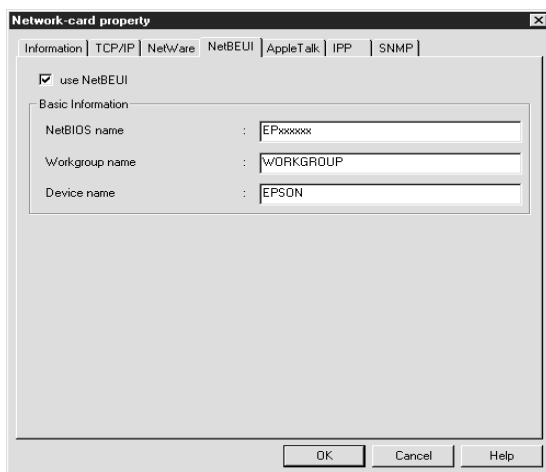 Network-card property
Information TCP/IP NetWare NetBEUI AppleTalk IPP SNMP
use NetBEUI
Basic Information
NetBIOS name : EPxxxxxx
Workgroup name : WORKGROUP
Device name : EPSON
OK Cancel Help